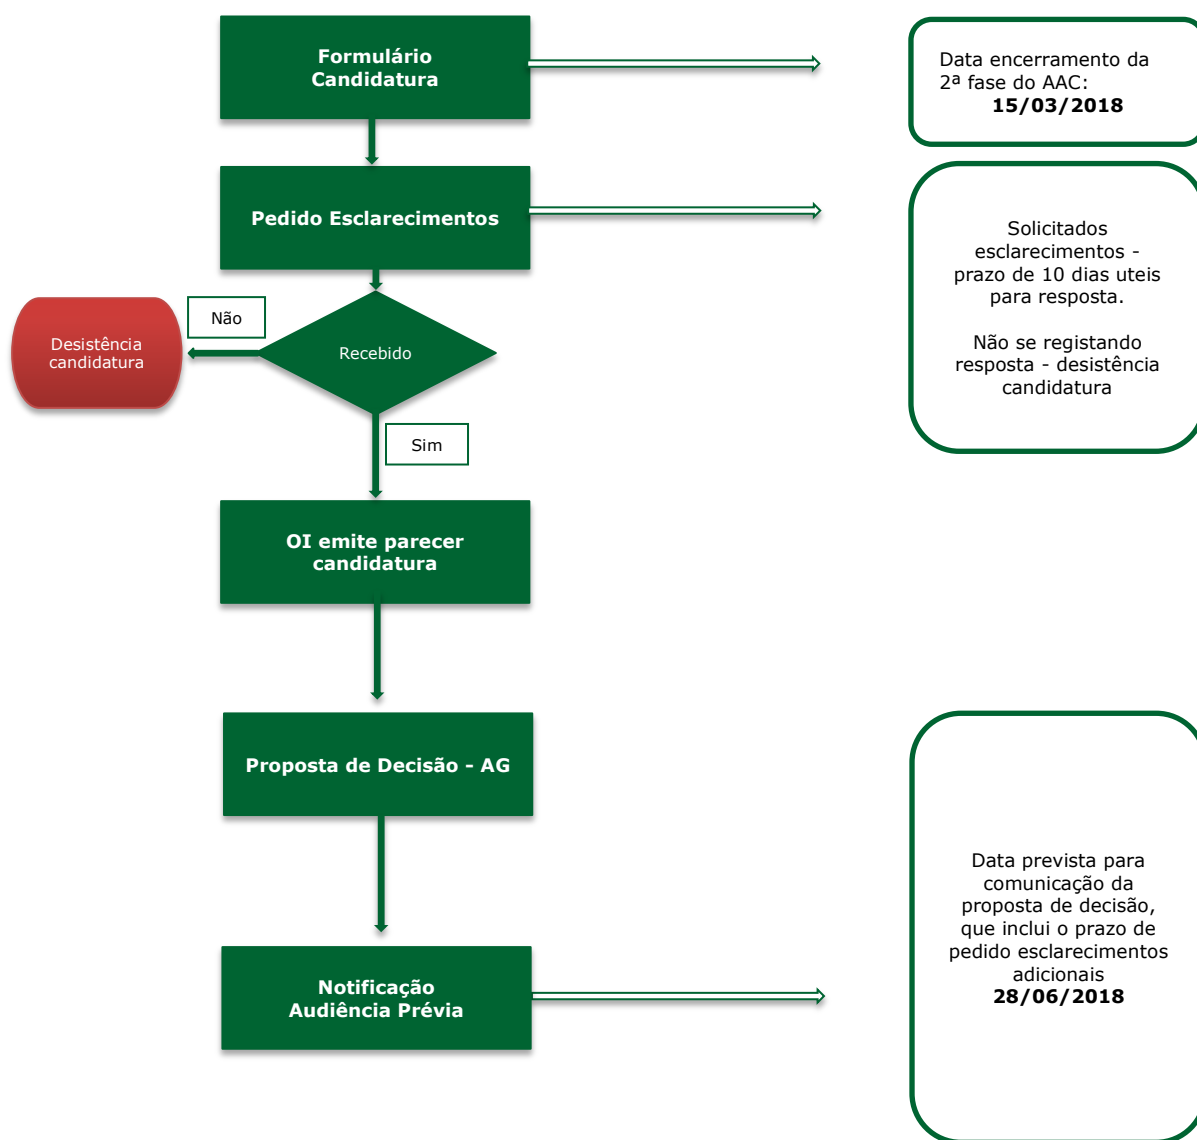 Formulário
Candidatura
Data encerramento da
2ª fase do AAC:
15/03/2018
Pedido Esclarecimentos
Solicitados
esclarecimentos -
prazo de 10 dias uteis
para resposta.
Não se registando
resposta - desistência
candidatura
Não
Desistência
candidatura
Recebido
Sim
OI emite parecer
candidatura
Proposta de Decisão - AG
Data prevista para
comunicação da
proposta de decisão,
que inclui o prazo de
pedido esclarecimentos
adicionais
28/06/2018
Notificação
Audiência Prévia